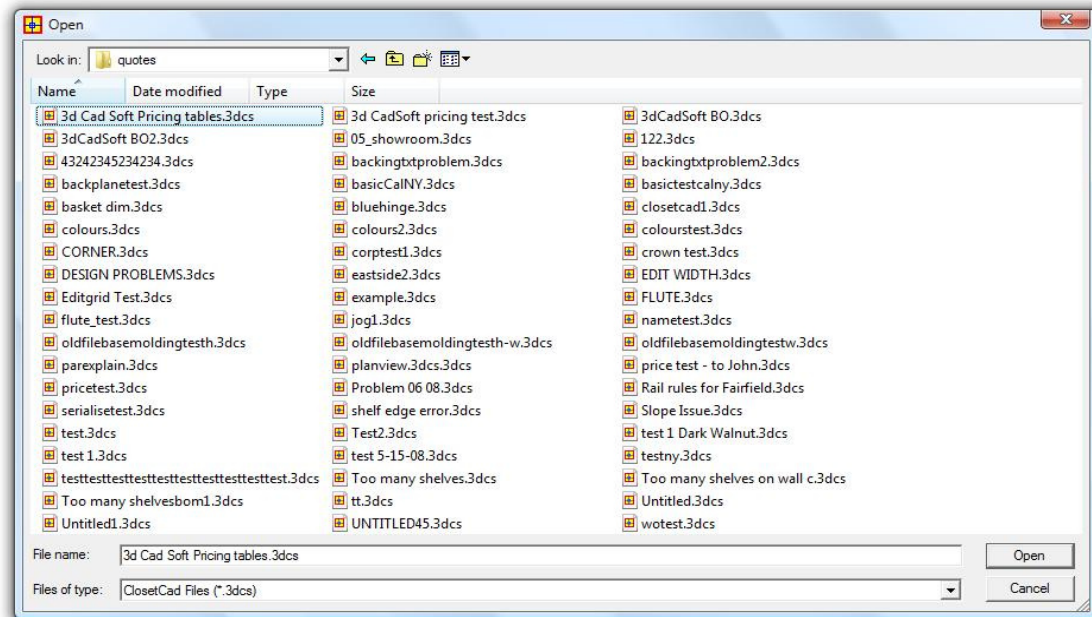 Open
Look in: quotes
Name Date modified Type Size
3d Cad Soft Pricing tables.3dcs 3d CadSoft pricing test.3dcs 3dCadSoft BO.3dcs
3dCadSoft BO2.3dcs 05_showroom.3dcs 122.3dcs
43242345234234.3dcs backingtxtproblem.3dcs backingtxtproblem2.3dcs
backplanetest.3dcs basicCalNY.3dcs basictestcalny.3dcs
basket dim.3dcs bluehinge.3dcs closetcad1.3dcs
colours.3dcs colours2.3dcs colourstest.3dcs
CORNER.3dcs corptest1.3dcs crown test.3dcs
DESIGN PROBLEMS.3dcs eastside2.3dcs EDIT WIDTH.3dcs
Editgrid Test.3dcs example.3dcs FLUTE.3dcs
flute_test.3dcs jog1.3dcs nametest.3dcs
oldfilebasemoldingtesth.3dcs oldfilebasemoldingtesth-w.3dcs oldfilebasemoldingtestw.3dcs
parexplain.3dcs planview.3dcs.3dcs price test - to John.3dcs
pricetest.3dcs Problem 06 08.3dcs Rail rules for Fairfield.3dcs
serialisetest.3dcs shelf edge error.3dcs Slope Issue.3dcs
test.3dcs Test2.3dcs test 1 Dark Walnut.3dcs
test 1.3dcs test 5-15-08.3dcs testny.3dcs
testtesttesttesttesttesttesttesttesttest.3dcs Too many shelves.3dcs Too many shelves on wall c.3dcs
Too many shelvesbom1.3dcs tt.3dcs Untitled.3dcs
Untitled1.3dcs UNTITLED45.3dcs wotest.3dcs
File name: 3d Cad Soft Pricing tables.3dcs Open
Files of type: ClosetCad Files (*.3dcs) Cancel